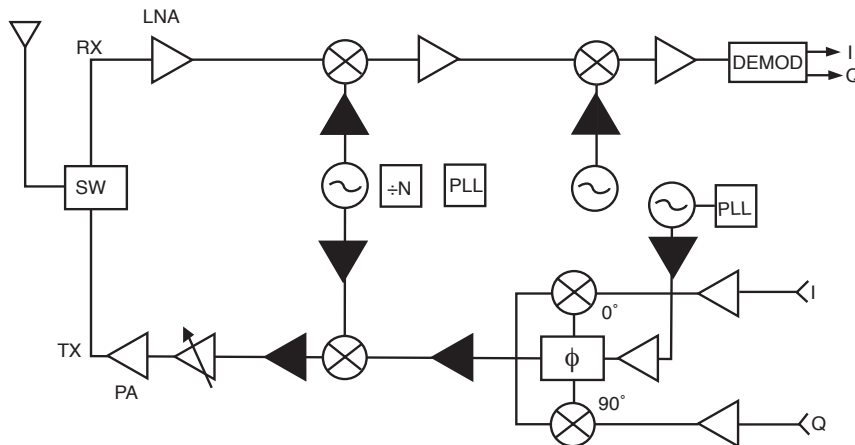 LNA
RX
DEMOD
I
Q
SW
÷N
PLL
PLL
0°
I
TX
PA
ϕ
90°
Q